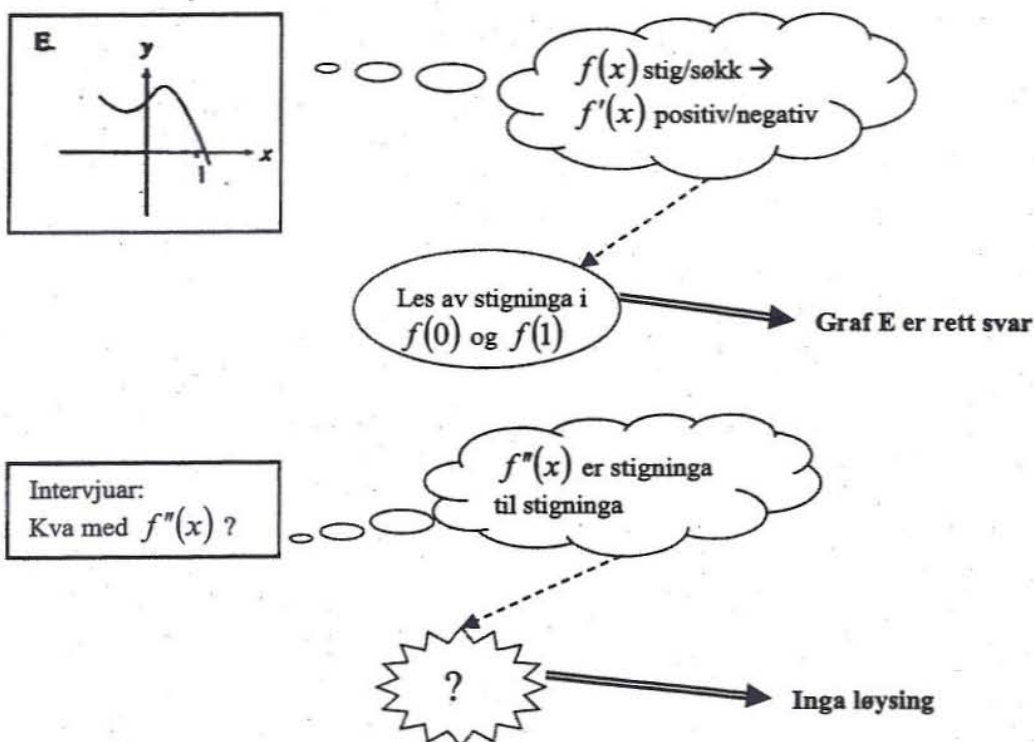 E.
y
x
1
f(x) stig/søkk →
f′(x) positiv/negativ
Les av stigninga i
f(0) og f(1)
Graf E er rett svar
Intervjuar:
Kva med f″(x) ?
f″(x) er stigninga
til stigninga
?
Inga løysing